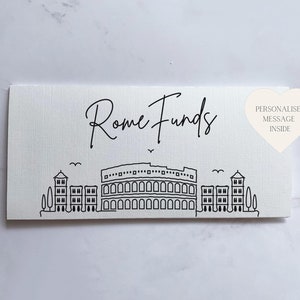 Rome Funds
PERSONALISE
MESSAGE
INSIDE